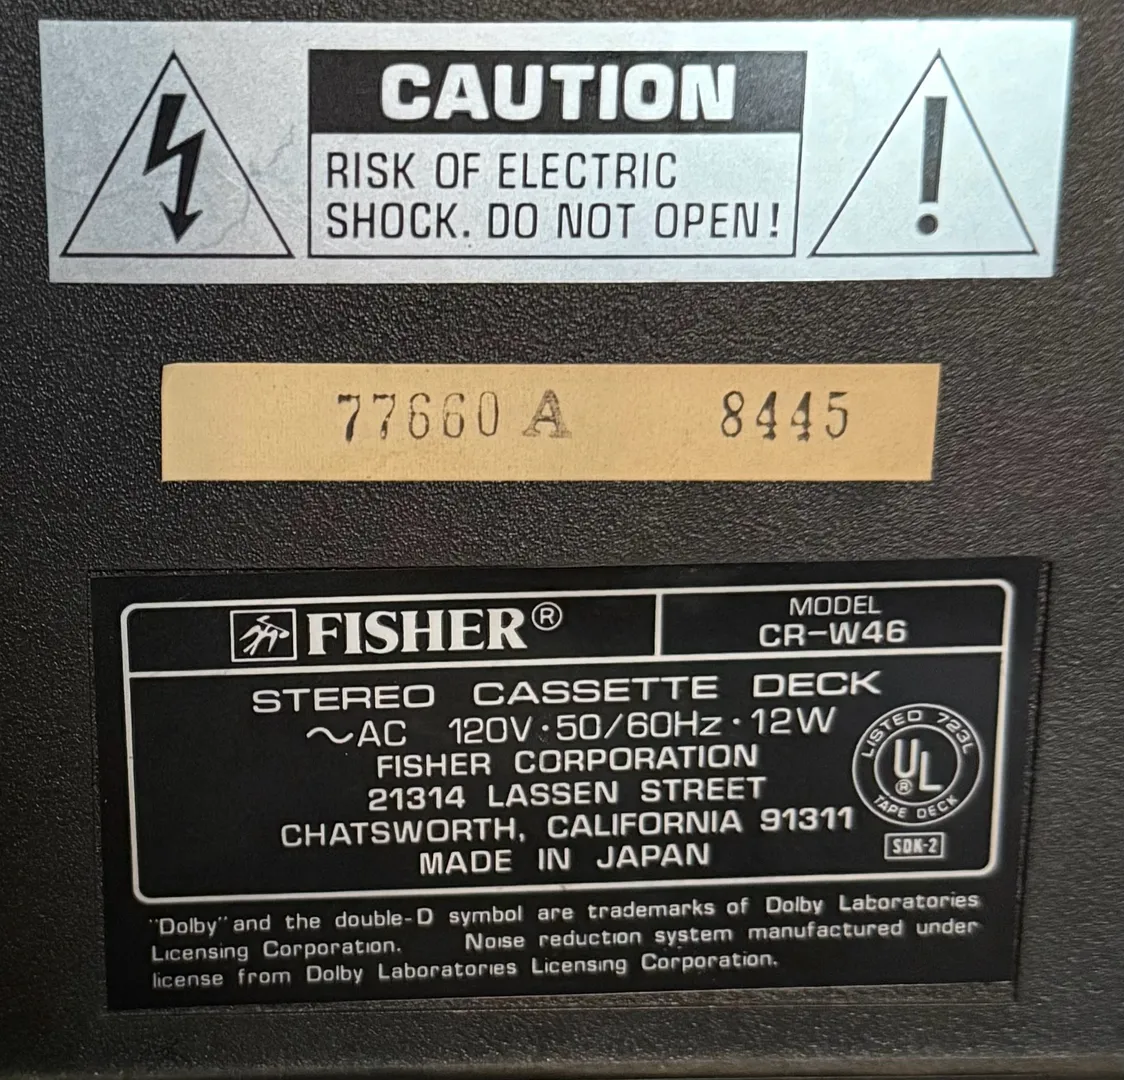 CAUTION
RISK OF ELECTRIC
SHOCK. DO NOT OPEN!
77660 A 8445
FISHER®
MODEL
CR-W46
STEREO CASSETTE DECK
~AC 120V·50/60Hz·12W
FISHER CORPORATION
21314 LASSEN STREET
CHATSWORTH, CALIFORNIA 91311
MADE IN JAPAN
LISTED 723L
UL®
TAPE DECK
SDK-2
"Dolby" and the double-D symbol are trademarks of Dolby Laboratories
Licensing Corporation. Noise reduction system manufactured under
license from Dolby Laboratories Licensing Corporation.